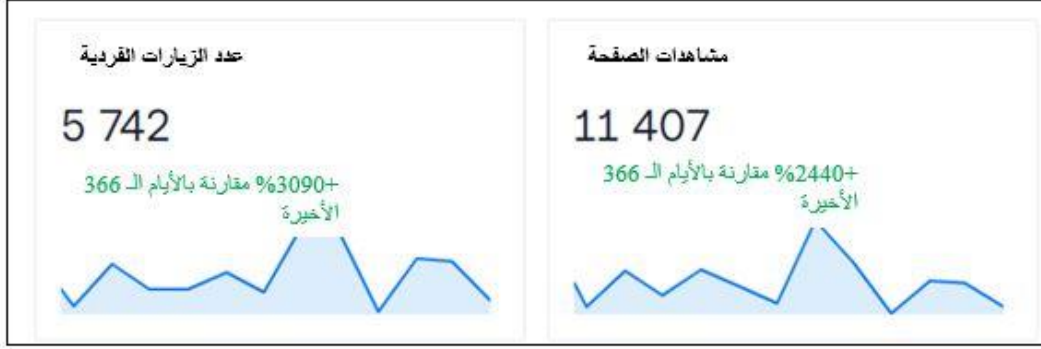 مشاهدات الصفحة
11 407
+2440% مقارنة بالأيام الـ 366
الأخيرة
عدد الزيارات الفردية
5 742
+3090% مقارنة بالأيام الـ 366
الأخيرة